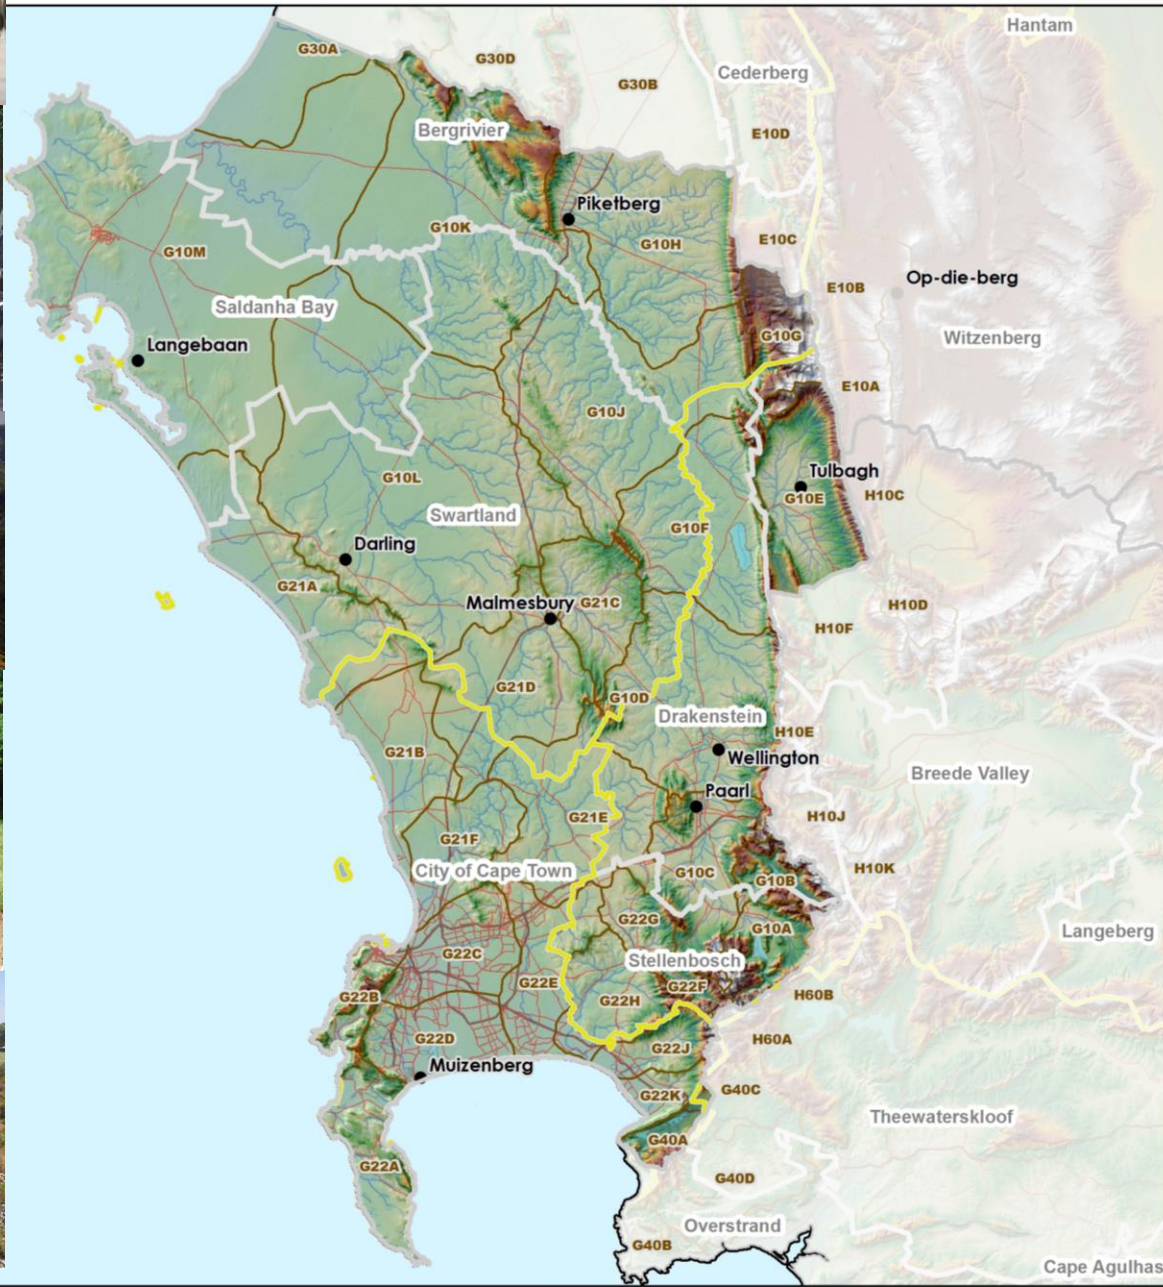 Hantam
G30A
G30D
Cederberg
G30B
Bergrivier
E10D
Piketberg
G10K
E10C
G10H
G10M
Op-die-berg
E10B
Saldanha Bay
G10G
Witzenberg
Langebaan
E10A
G10J
Tulbagh
G10L
G10E
H10C
Swartland
G10F
Darling
G21A
Malmesbury
G21C
H10D
H10F
G21D
G10D
Drakenstein
H10E
G21B
Wellington
Breede Valley
Paarl
G21E
H10J
G21F
City of Cape Town
G10C
H10K
G10B
G22G
G10A
Langeberg
G22C
Stellenbosch
G22E
G22F
G22B
G22H
H60B
G22D
H60A
G22J
Muizenberg
G22K
G40C
Theewaterskloof
G40A
G22A
G40D
Overstrand
G40B
Cape Agulhas